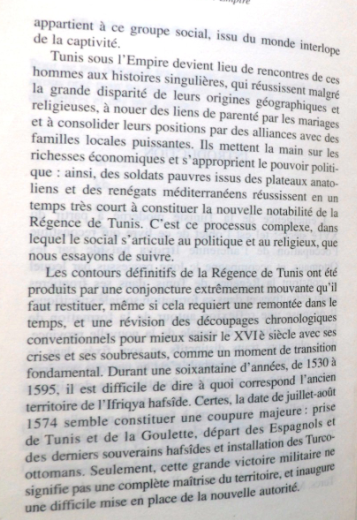 Empire
appartient à ce groupe social, issu du monde interlope
de la captivité.
Tunis sous l'Empire devient lieu de rencontres de ces
hommes aux histoires singulières, qui réussissent malgré
la grande disparité de leurs origines géographiques et
religieuses, à nouer des liens de parenté par les mariages
et à consolider leurs positions par des alliances avec des
familles locales puissantes. Ils mettent la main sur les
richesses économiques et s'approprient le pouvoir politi-
que : ainsi, des soldats pauvres issus des plateaux anato-
liens et des renégats méditerranéens réussissent en un
temps très court à constituer la nouvelle notabilité de la
Régence de Tunis. C'est ce processus complexe, dans
lequel le social s'articule au politique et au religieux, que
nous essayons de suivre.
Les contours définitifs de la Régence de Tunis ont été
produits par une conjoncture extrêmement mouvante qu'il
faut restituer, même si cela requiert une remontée dans le
temps, et une révision des découpages chronologiques
conventionnels pour mieux saisir le XVIè siècle avec ses
crises et ses soubresauts, comme un moment de transition
fondamental. Durant une soixantaine d'années, de 1530 à
1595, il est difficile de dire à quoi correspond l'ancien
territoire de l'Ifriqya hafsîde. Certes, la date de juillet-août
1574 semble constituer une coupure majeure : prise
de Tunis et de la Goulette, départ des Espagnols et
des derniers souverains hafsîdes et installation des Turco-
ottomans. Seulement, cette grande victoire militaire ne
signifie pas une complète maîtrise du territoire, et inaugure
une difficile mise en place de la nouvelle autorité.